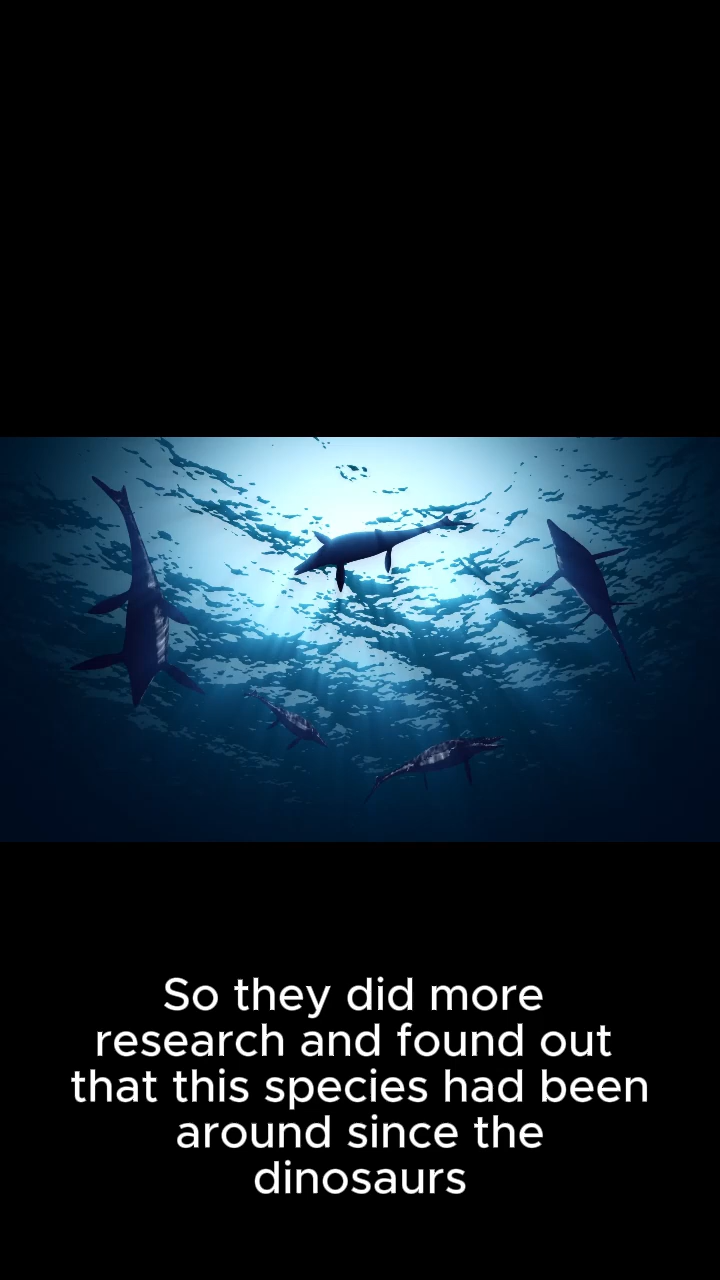 So they did more
research and found out
that this species had been
around since the
dinosaurs